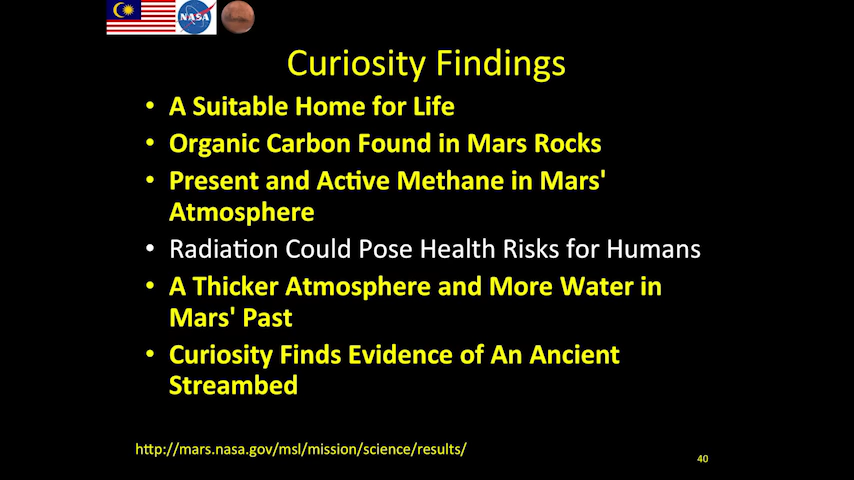 NASA
Curiosity Findings
• A Suitable Home for Life
• Organic Carbon Found in Mars Rocks
• Present and Active Methane in Mars'
Atmosphere
• Radiation Could Pose Health Risks for Humans
• A Thicker Atmosphere and More Water in
Mars' Past
• Curiosity Finds Evidence of An Ancient
Streambed
http://mars.nasa.gov/msl/mission/science/results/
40